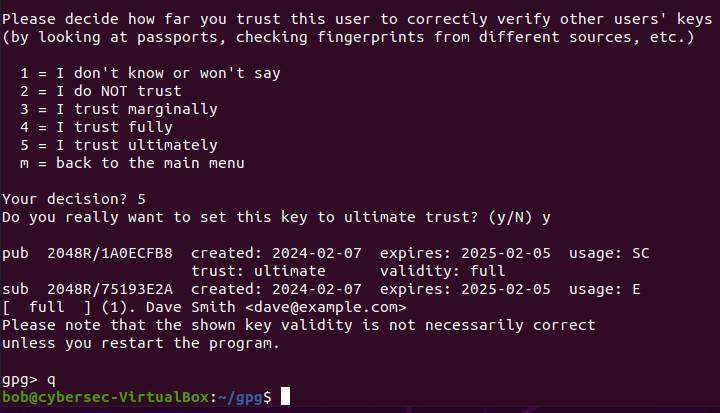 Please decide how far you trust this user to correctly verify other users' keys
(by looking at passports, checking fingerprints from different sources, etc.)
1 = I don't know or won't say
2 = I do NOT trust
3 = I trust marginally
4 = I trust fully
5 = I trust ultimately
m = back to the main menu
Your decision? 5
Do you really want to set this key to ultimate trust? (y/N) y
pub  2048R/1A0ECFB8  created: 2024-02-07  expires: 2025-02-05  usage: SC
trust: ultimate      validity: full
sub  2048R/75193E2A  created: 2024-02-07  expires: 2025-02-05  usage: E
[  full  ] (1). Dave Smith <dave@example.com>
Please note that the shown key validity is not necessarily correct
unless you restart the program.
gpg> q
bob@cybersec-VirtualBox:~/gpg$